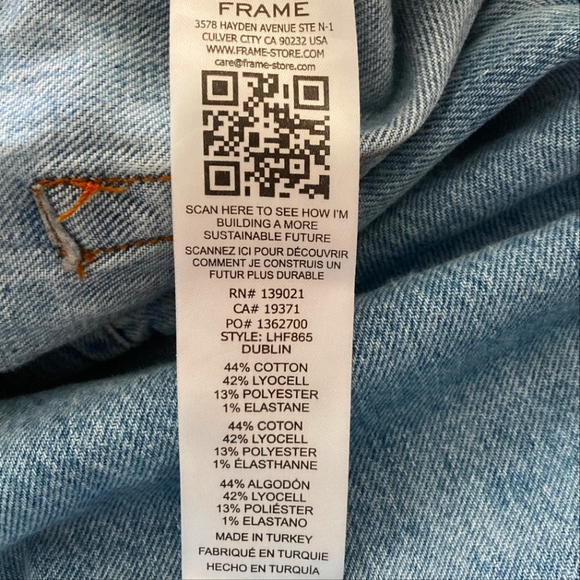 FRAME
3578 HAYDEN AVENUE STE N-1
CULVER CITY CA 90232 USA
WWW.FRAME-STORE.COM
care@frame-store.com
SCAN HERE TO SEE HOW I'M
BUILDING A MORE
SUSTAINABLE FUTURE
SCANNEZ ICI POUR DÉCOUVRIR
COMMENT JE CONSTRUIS UN
FUTUR PLUS DURABLE
RN# 139021
CA# 19371
PO# 1362700
STYLE: LHF865
DUBLIN
44% COTTON
42% LYOCELL
13% POLYESTER
1% ELASTANE
44% COTON
42% LYOCELL
13% POLYESTER
1% ÉLASTHANNE
44% ALGODÓN
42% LYOCELL
13% POLIÉSTER
1% ELASTANO
MADE IN TURKEY
FABRIQUÉ EN TURQUIE
HECHO EN TURQUÍA